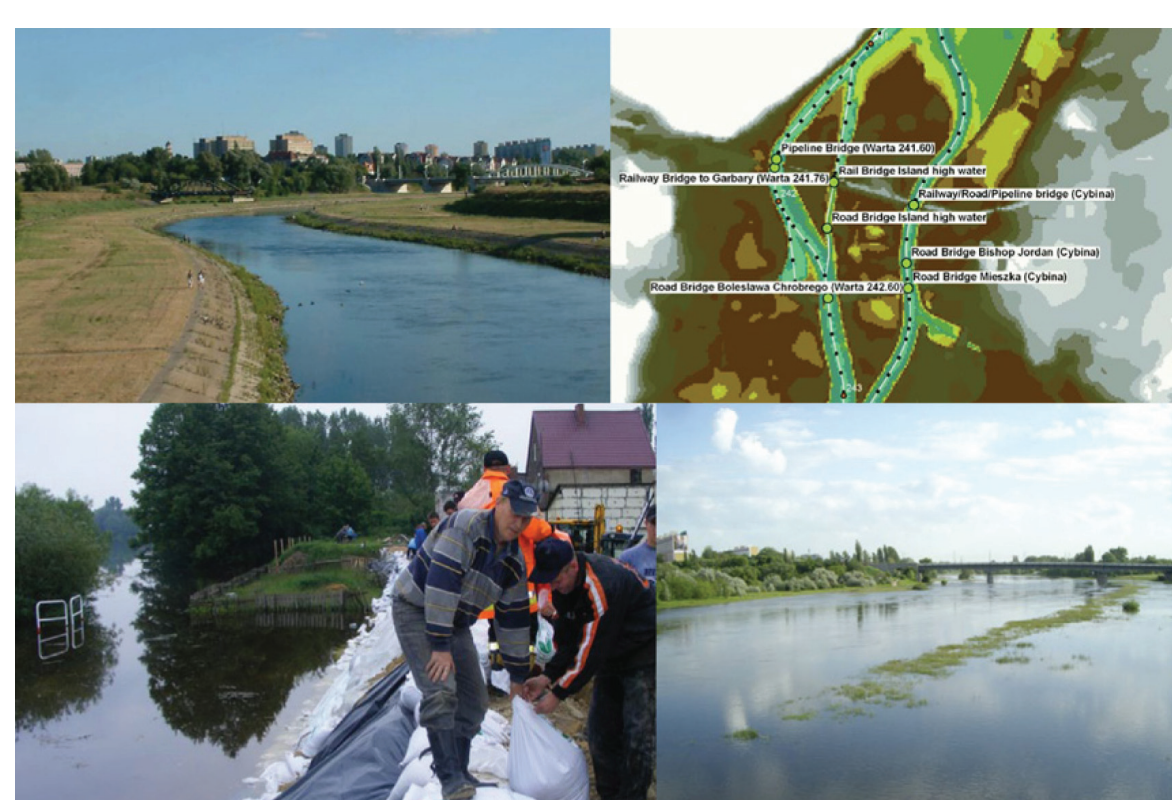 Pipeline Bridge (Warta 241.60)
Rail Bridge Island high water
Railway Bridge to Garbary (Warta 241.76)
Railway/Road/Pipeline bridge (Cybina)
Road Bridge Island high water
Road Bridge Bishop Jordan (Cybina)
Road Bridge Mieszka (Cybina)
Road Bridge Boleslawa Chrobrego (Warta 242.60)
243